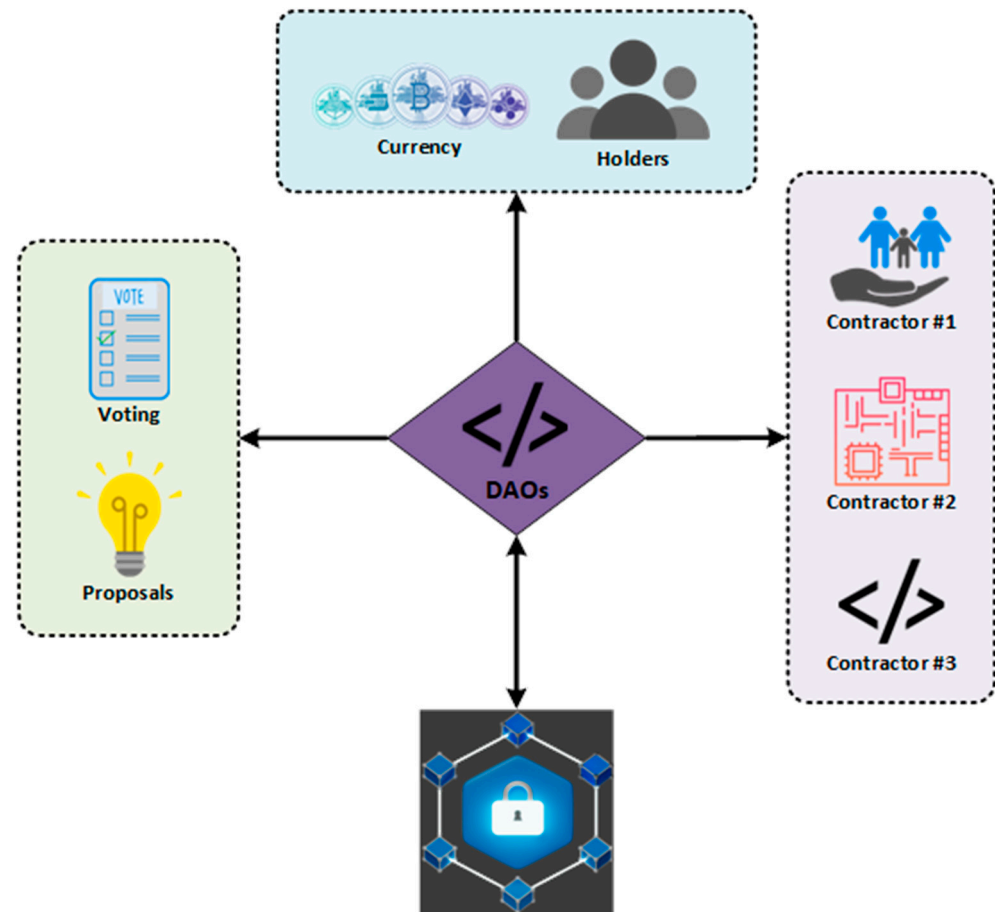 Currency
Holders
VOTE
Voting
Proposals
</>
DAOs
Contractor #1
Contractor #2
</>
Contractor #3